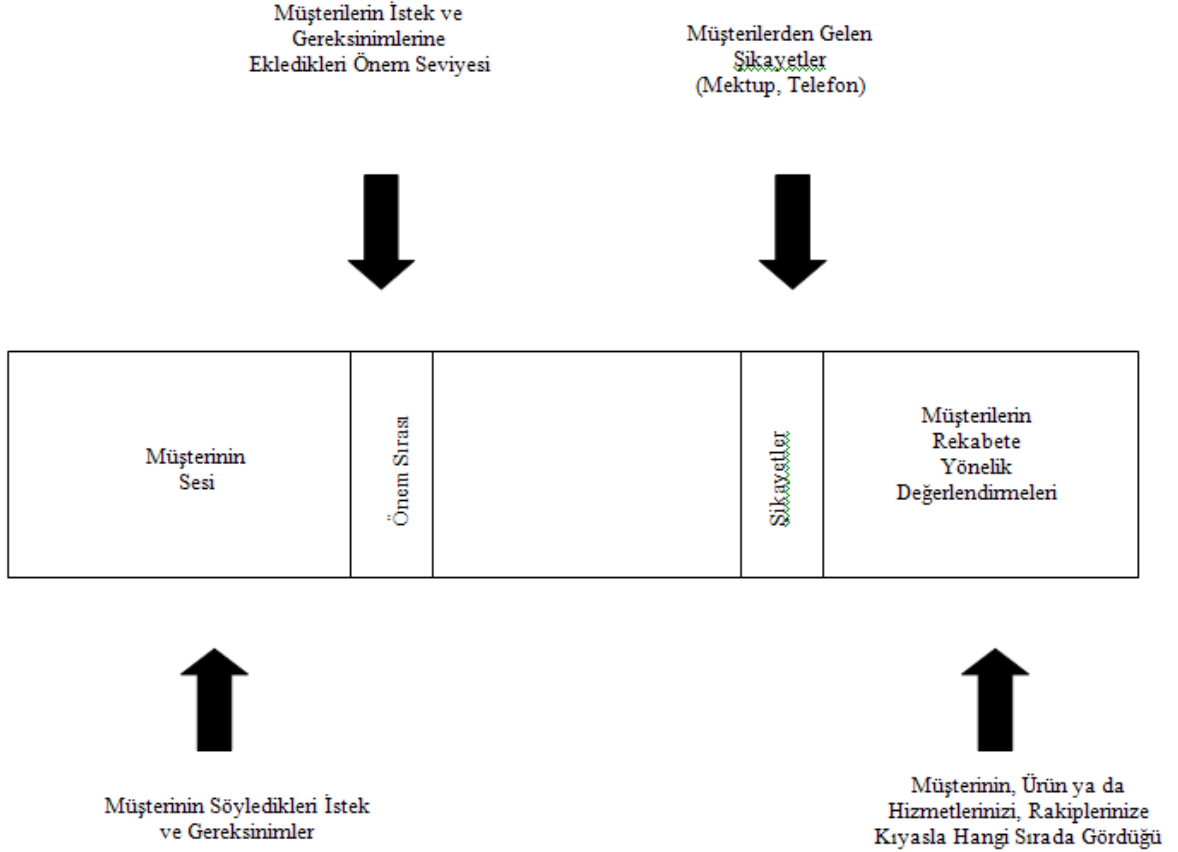 Müşterilerin İstek ve
Gereksinimlerine
Ekledikleri Önem Seviyesi
Müşterilerden Gelen
Şikayetler
(Mektup, Telefon)
Müşterinin
Sesi
Önem Sırası
Şikayetler
Müşterilerin
Rekabete
Yönelik
Değerlendirmeleri
Müşterinin Söyledikleri İstek
ve Gereksinimler
Müşterinin, Ürün ya da
Hizmetlerinizi, Rakiplerinize
Kıyasla Hangi Sırada Gördüğü